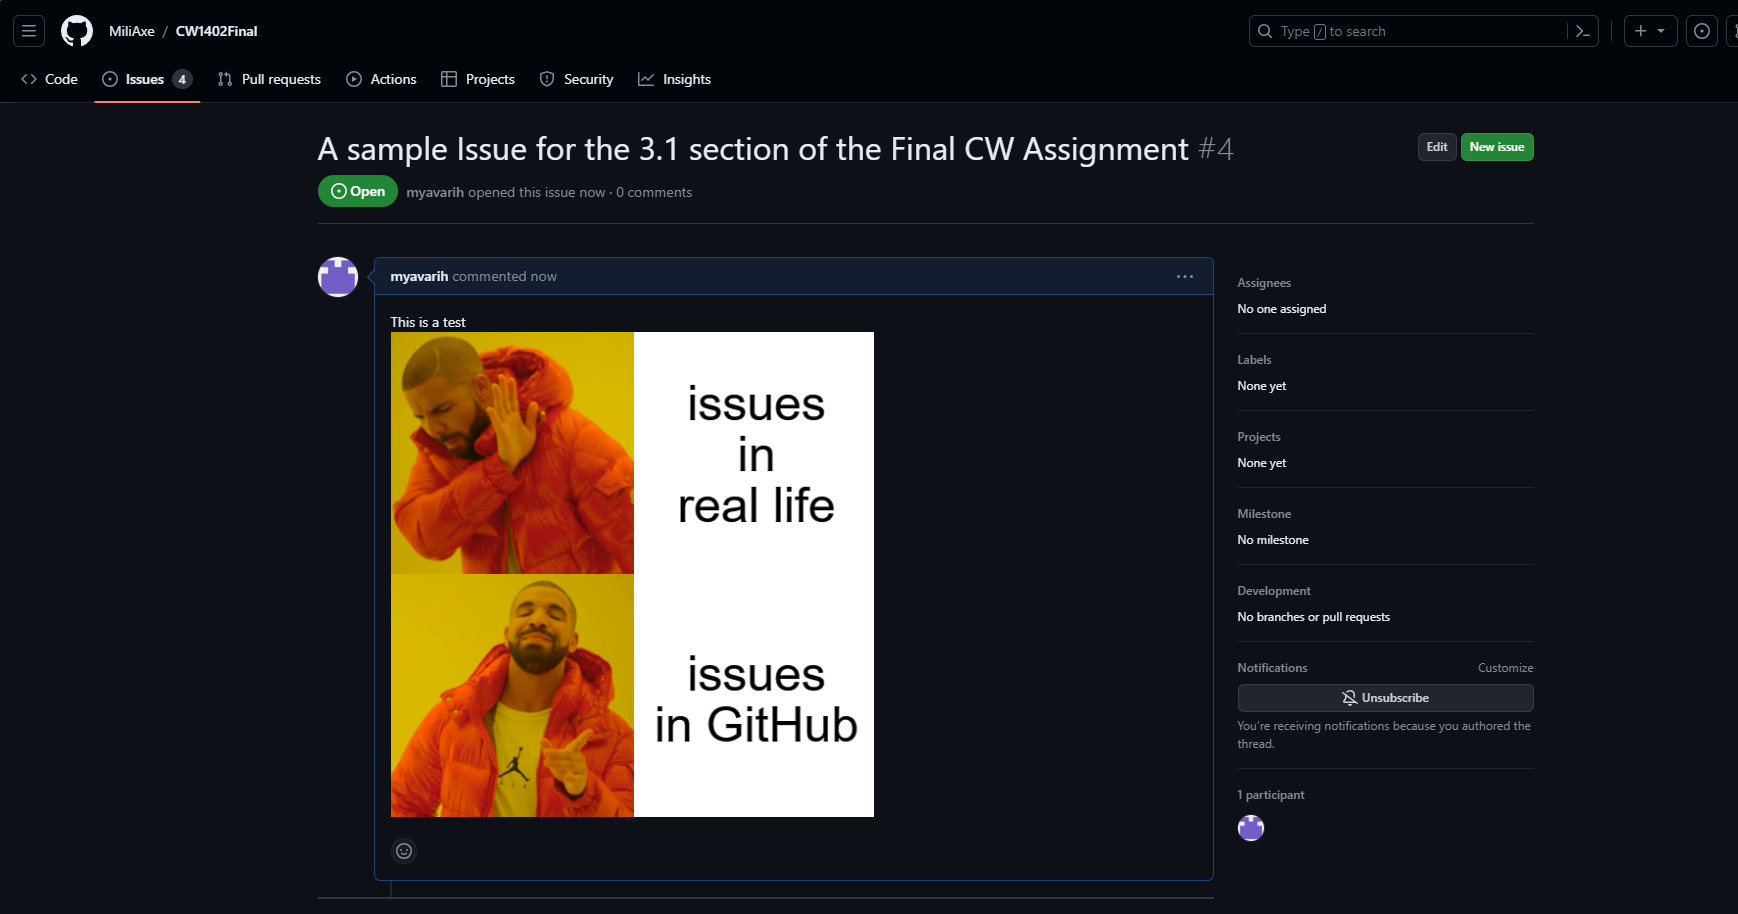 MiliAxe / CW1402Final
Type / to search
Code
Issues 4
Pull requests
Actions
Projects
Security
Insights
A sample Issue for the 3.1 section of the Final CW Assignment #4
Edit
New issue
Open
myavarih opened this issue now · 0 comments
myavarih commented now
This is a test
issues
in
real life
issues
in GitHub
Assignees
No one assigned
Labels
None yet
Projects
None yet
Milestone
No milestone
Development
No branches or pull requests
Notifications
Customize
Unsubscribe
You're receiving notifications because you authored the
thread.
1 participant